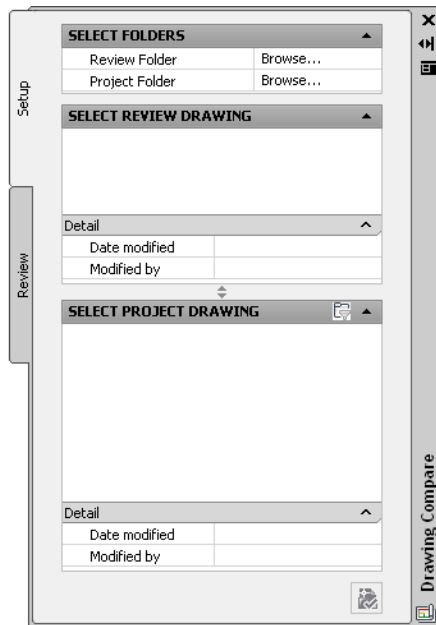 SELECT FOLDERS
Review Folder Browse...
Project Folder Browse...
Setup
SELECT REVIEW DRAWING
Detail
Date modified
Modified by
Review
SELECT PROJECT DRAWING
Detail
Date modified
Modified by
Drawing Compare